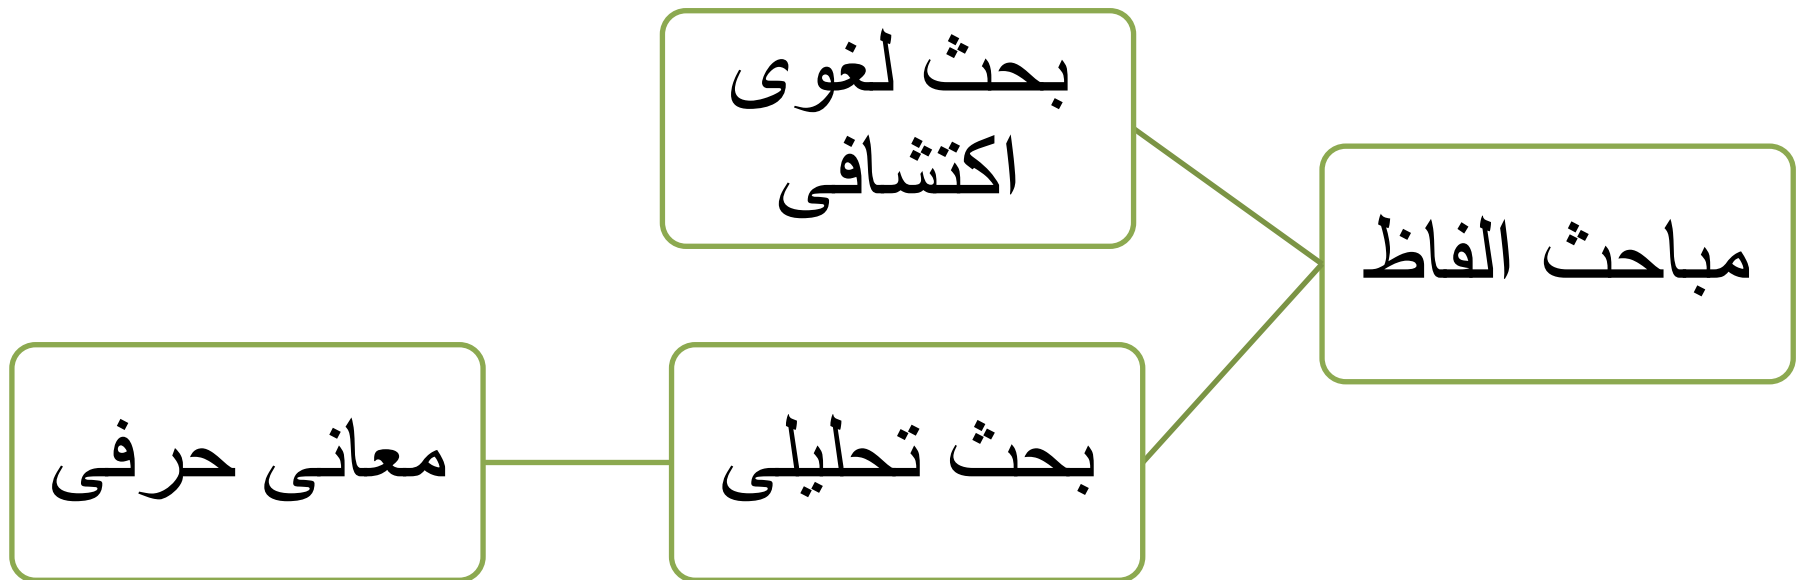 مباحث الفاظ
بحث لغوی
اکتشافی
بحث تحلیلی
معانی حرفی